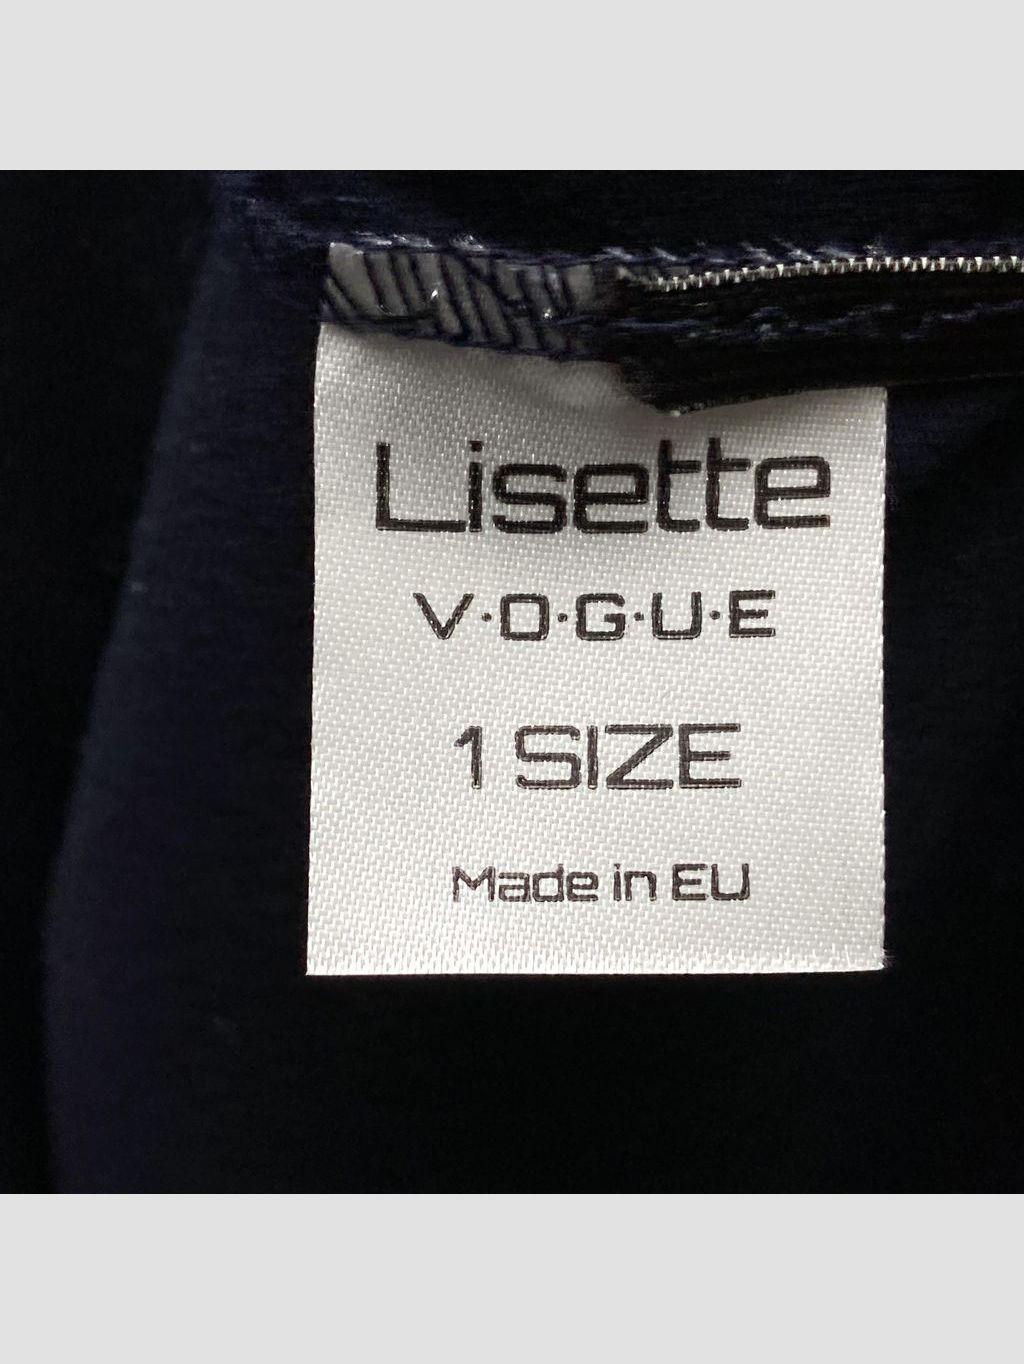 Lisette
V·O·G·U·E
1 SIZE
Made in EU